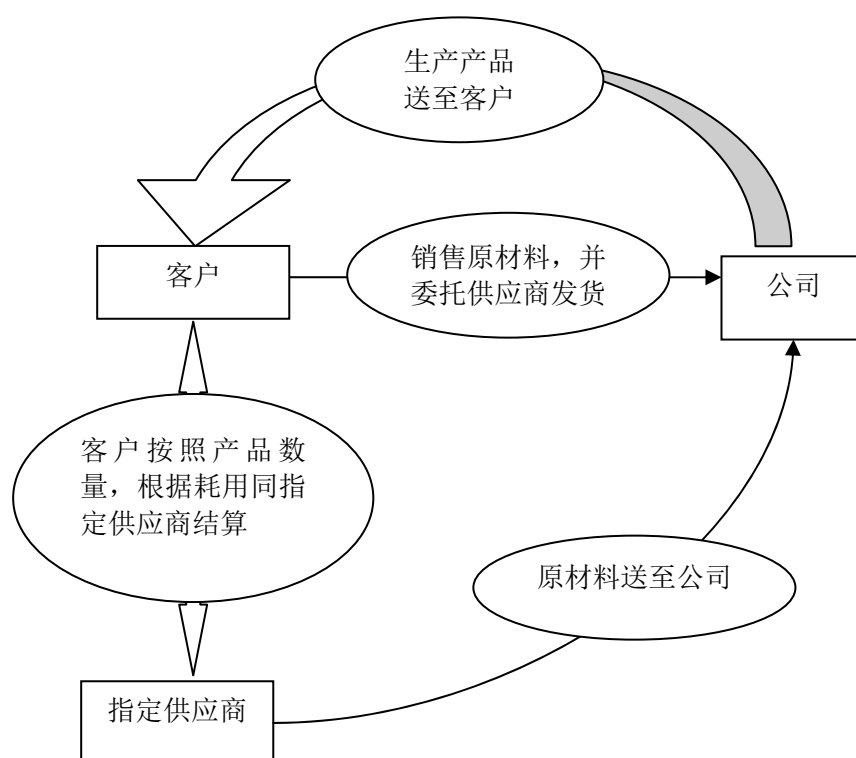 生产产品
送至客户
客户
销售原材料，并
委托供应商发货
公司
客户按照产品数
量，根据耗用同指
定供应商结算
原材料送至公司
指定供应商